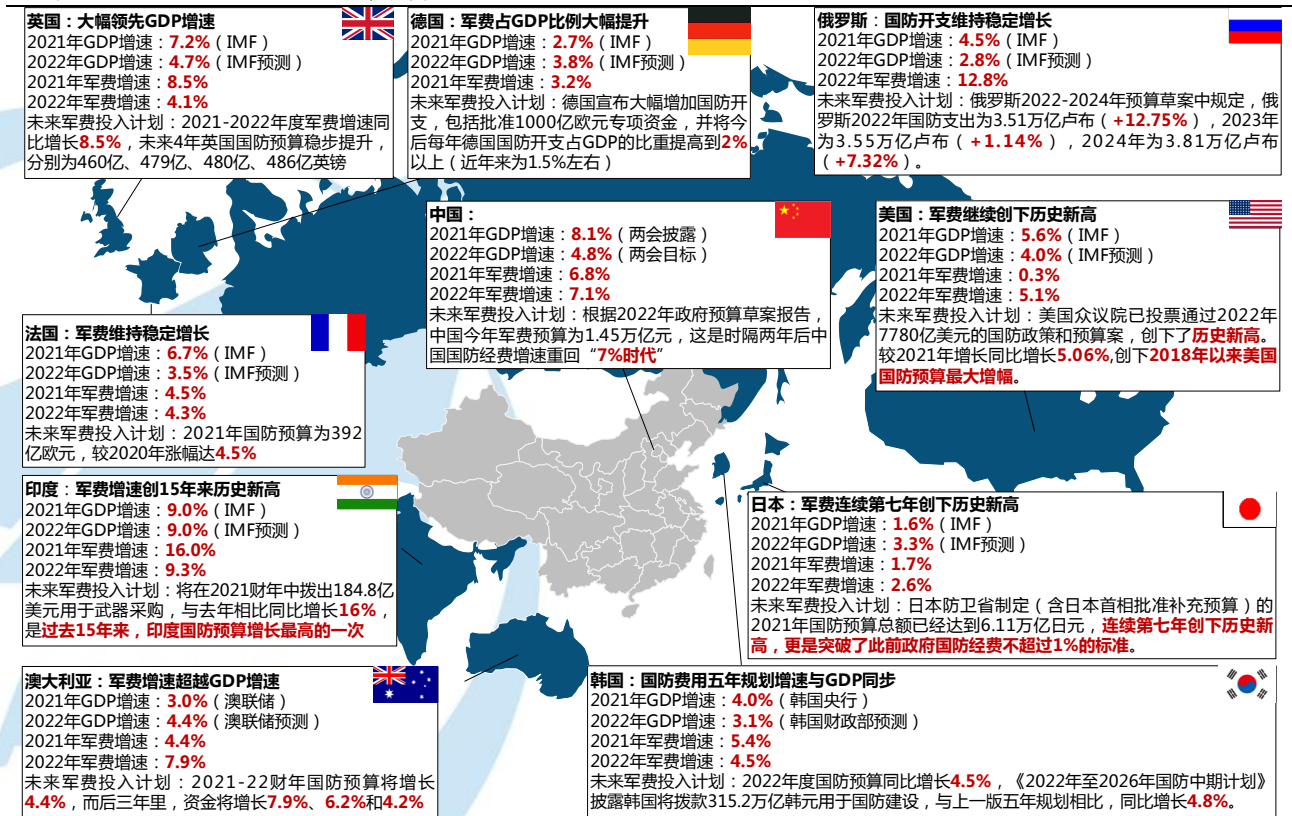 英国：大幅领先GDP增速
2021年GDP增速：7.2%（IMF）
2022年GDP增速：4.7%（IMF预测）
2021年军费增速：8.5%
2022年军费增速：4.1%
未来军费投入计划：2021-2022年度军费增速同
比增长8.5%，未来4年英国国防预算稳步提升，
分别为460亿、479亿、480亿、486亿英镑
德国：军费占GDP比例大幅提升
2021年GDP增速：2.7%（IMF）
2022年GDP增速：3.8%（IMF预测）
2021年军费增速：3.2%
未来军费投入计划：德国宣布大幅增加国防开
支，包括批准1000亿欧元专项资金，并将今
后每年德国国防开支占GDP的比重提高到2%
以上（近年来为1.5%左右）
俄罗斯：国防开支维持稳定增长
2021年GDP增速：4.5%（IMF）
2022年GDP增速：2.8%（IMF预测）
2022年军费增速：12.8%
未来军费投入计划：俄罗斯2022-2024年预算草案中规定，俄
罗斯2022年国防支出为3.51万亿卢布（+12.75%），2023年
为3.55万亿卢布（+1.14%），2024年为3.81万亿卢布
（+7.32%）。
中国：
2021年GDP增速：8.1%（两会披露）
2022年GDP增速：4.8%（两会目标）
2021年军费增速：6.8%
2022年军费增速：7.1%
未来军费投入计划：根据2022年政府预算草案报告，
中国今年军费预算为1.45万亿元，这是时隔两年后中
国国防经费增速重回“7%时代”
美国：军费继续创下历史新高
2021年GDP增速：5.6%（IMF）
2022年GDP增速：4.0%（IMF预测）
2021年军费增速：0.3%
2022年军费增速：5.1%
未来军费投入计划：美国众议院已投票通过2022年
7780亿美元的国防政策和预算案，创下了历史新高。
较2021年增长同比增长5.06%,创下2018年以来美国
国防预算最大增幅。
法国：军费维持稳定增长
2021年GDP增速：6.7%（IMF）
2022年GDP增速：3.5%（IMF预测）
2021年军费增速：4.5%
2022年军费增速：4.3%
未来军费投入计划：2021年国防预算为392
亿欧元，较2020年涨幅达4.5%
印度：军费增速创15年来历史新高
2021年GDP增速：9.0%（IMF）
2022年GDP增速：9.0%（IMF预测）
2021年军费增速：16.0%
2022年军费增速：9.3%
未来军费投入计划：将在2021财年中拨出184.8亿
美元用于武器采购，与去年相比同比增长16%，
是过去15年来，印度国防预算增长最高的一次
日本：军费连续第七年创下历史新高
2021年GDP增速：1.6%（IMF）
2022年GDP增速：3.3%（IMF预测）
2021年军费增速：1.7%
2022年军费增速：2.6%
未来军费投入计划：日本防卫省制定（含日本首相批准补充预算）的
2021年国防预算总额已经达到6.11万亿日元，连续第七年创下历史新
高，更是突破了此前政府国防经费不超过1%的标准。
澳大利亚：军费增速超越GDP增速
2021年GDP增速：3.0%（澳联储）
2022年GDP增速：4.4%（澳联储预测）
2021年军费增速：4.4%
2022年军费增速：7.9%
未来军费投入计划：2021-22财年国防预算将增长
4.4%，而后三年里，资金将增长7.9%、6.2%和4.2%
韩国：国防费用五年规划增速与GDP同步
2021年GDP增速：4.0%（韩国央行）
2022年GDP增速：3.1%（韩国财政部预测）
2021年军费增速：5.4%
2022年军费增速：4.5%
未来军费投入计划：2022年度国防预算同比增长4.5%，《2022年至2026年国防中期计划》
披露韩国将拨款315.2万亿韩元用于国防建设，与上一版五年规划相比，同比增长4.8%。